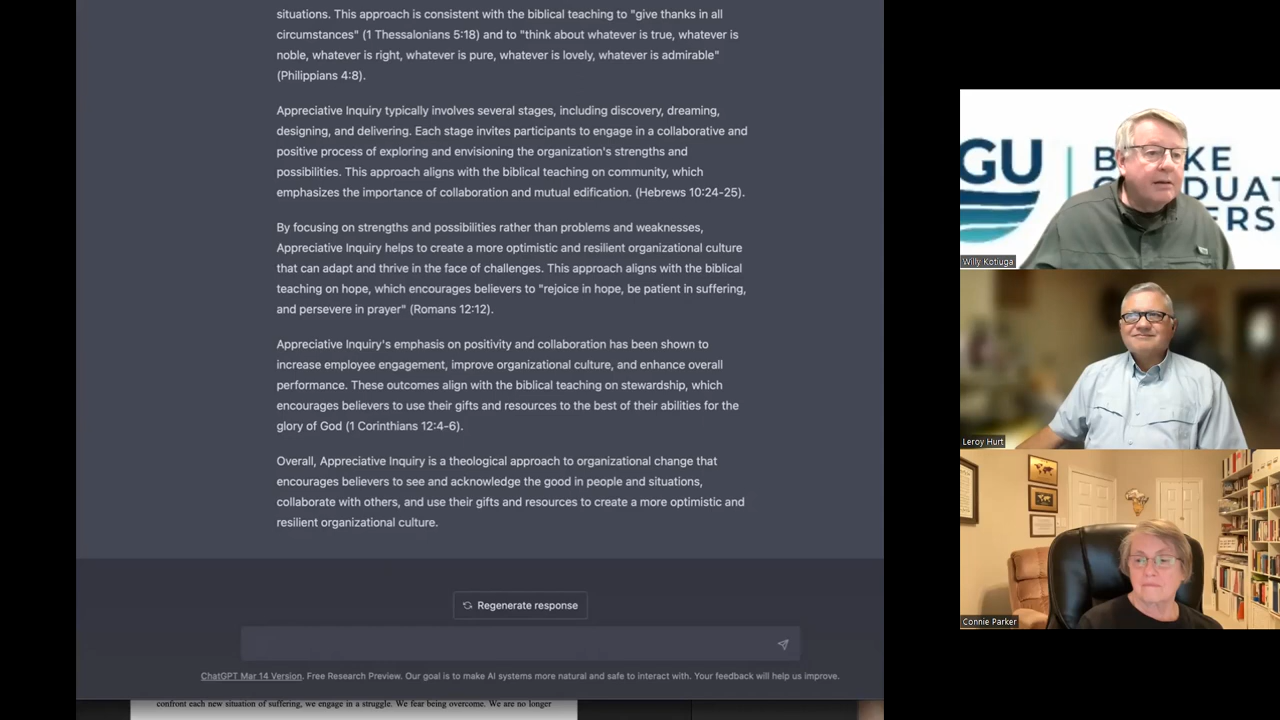 situations. This approach is consistent with the biblical teaching to "give thanks in all
circumstances" (1 Thessalonians 5:18) and to "think about whatever is true, whatever is
noble, whatever is right, whatever is pure, whatever is lovely, whatever is admirable"
(Philippians 4:8).
Appreciative Inquiry typically involves several stages, including discovery, dreaming,
designing, and delivering. Each stage invites participants to engage in a collaborative and
positive process of exploring and envisioning the organization's strengths and
possibilities. This approach aligns with the biblical teaching on community, which
emphasizes the importance of collaboration and mutual edification. (Hebrews 10:24-25).
By focusing on strengths and possibilities rather than problems and weaknesses,
Appreciative Inquiry helps to create a more optimistic and resilient organizational culture
that can adapt and thrive in the face of challenges. This approach aligns with the biblical
teaching on hope, which encourages believers to "rejoice in hope, be patient in suffering,
and persevere in prayer" (Romans 12:12).
Appreciative Inquiry's emphasis on positivity and collaboration has been shown to
increase employee engagement, improve organizational culture, and enhance overall
performance. These outcomes align with the biblical teaching on stewardship, which
encourages believers to use their gifts and resources to the best of their abilities for the
glory of God (1 Corinthians 12:4-6).
Overall, Appreciative Inquiry is a theological approach to organizational change that
encourages believers to see and acknowledge the good in people and situations,
collaborate with others, and use their gifts and resources to create a more optimistic and
resilient organizational culture.
Regenerate response
ChatGPT Mar 14 Version. Free Research Preview. Our goal is to make AI systems more natural and safe to interact with. Your feedback will help us improve.
confront each new situation of suffering, we engage in a struggle. We fear being overcome. We are no longer
GU
B KE
GRADUAT
ERS
Willy Kotiuga
Leroy Hurt
Connie Parker